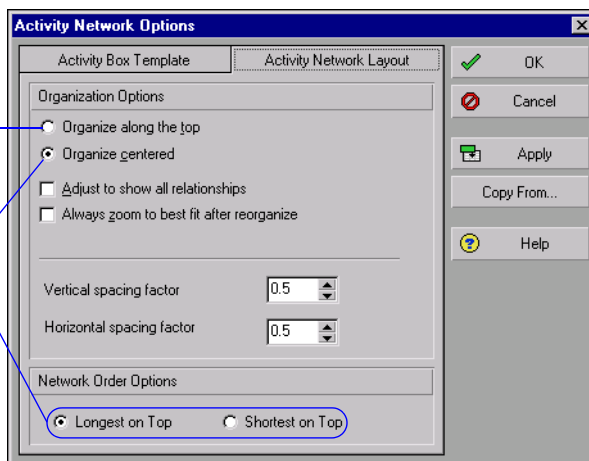 Activity Network Options
Activity Box Template
Activity Network Layout
Organization Options
Organize along the top
Organize centered
Adjust to show all relationships
Always zoom to best fit after reorganize
Vertical spacing factor
0.5
Horizontal spacing factor
0.5
Network Order Options
Longest on Top
Shortest on Top
OK
Cancel
Apply
Copy From...
Help